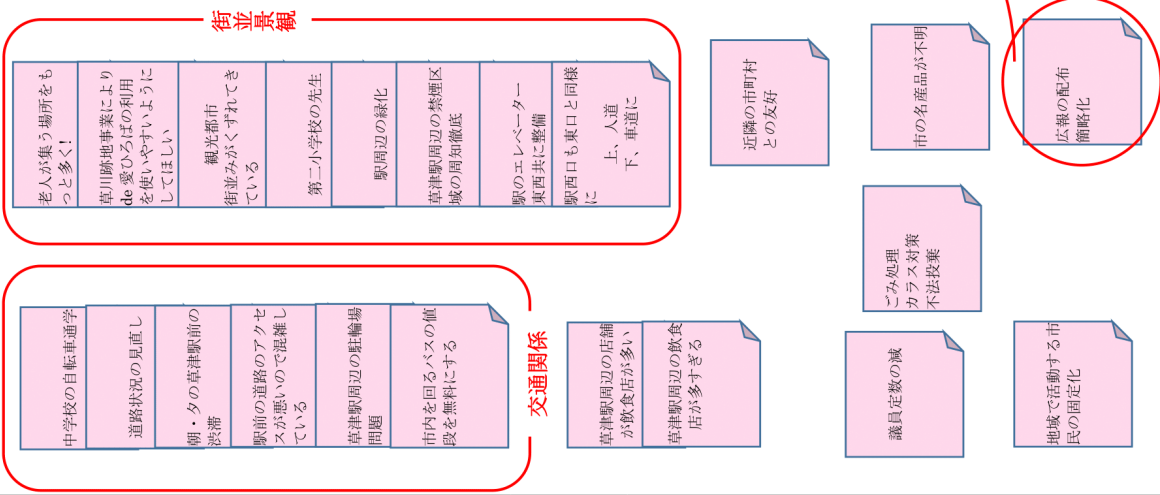 街並景観
老人が集う場所をも
っと多く!
草川跡地事業により
de 愛ひろばの利用
を使いやすいように
してほしい
観光都市
街並みがくずれてき
ている
第二小学校の先生
駅周辺の緑化
草津駅周辺の禁煙区
域の周知徹底
駅のエレベーター
東西共に整備
駅西口も東口と同様
に
上、人道
下、車道に
近隣の市町村
との友好
市の名産品が不明
広報の配布
簡略化
ごみ処理
カラス対策
不法投棄
交通関係
中学校の自転車通学
道路状況の見直し
朝・夕の草津駅前の
渋滞
駅前の道路のアクセ
スが悪いので混雑し
ている
草津駅周辺の駐輪場
問題
市内を回るバスの値
段を無料にする
草津駅周辺の店舗
が飲食店が多い
草津駅周辺の飲食
店が多すぎる
議員定数の減
地域で活動する市
民の固定化